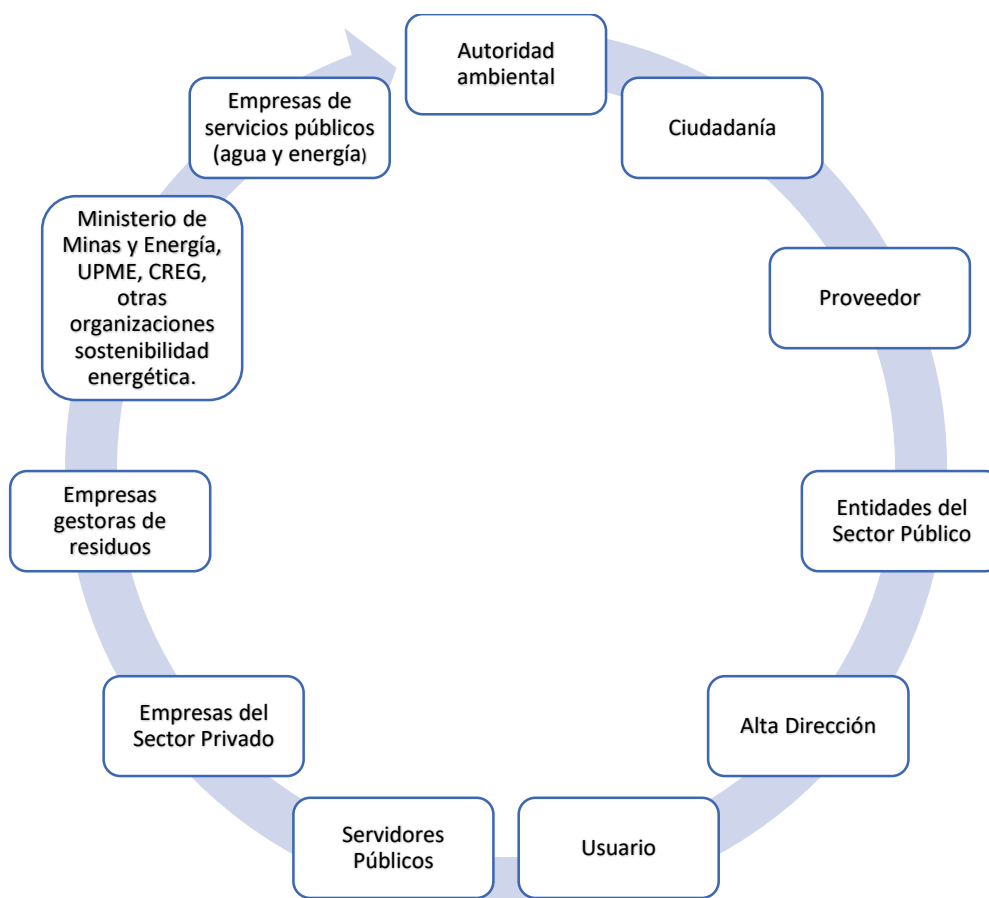 Autoridad
ambiental
Ciudadanía
Proveedor
Entidades del
Sector Público
Alta Dirección
Usuario
Servidores
Públicos
Empresas del
Sector Privado
Empresas
gestoras de
residuos
Ministerio de
Minas y Energía,
UPME, CREG,
otras
organizaciones
sostenibilidad
energética.
Empresas de
servicios públicos
(agua y energía)